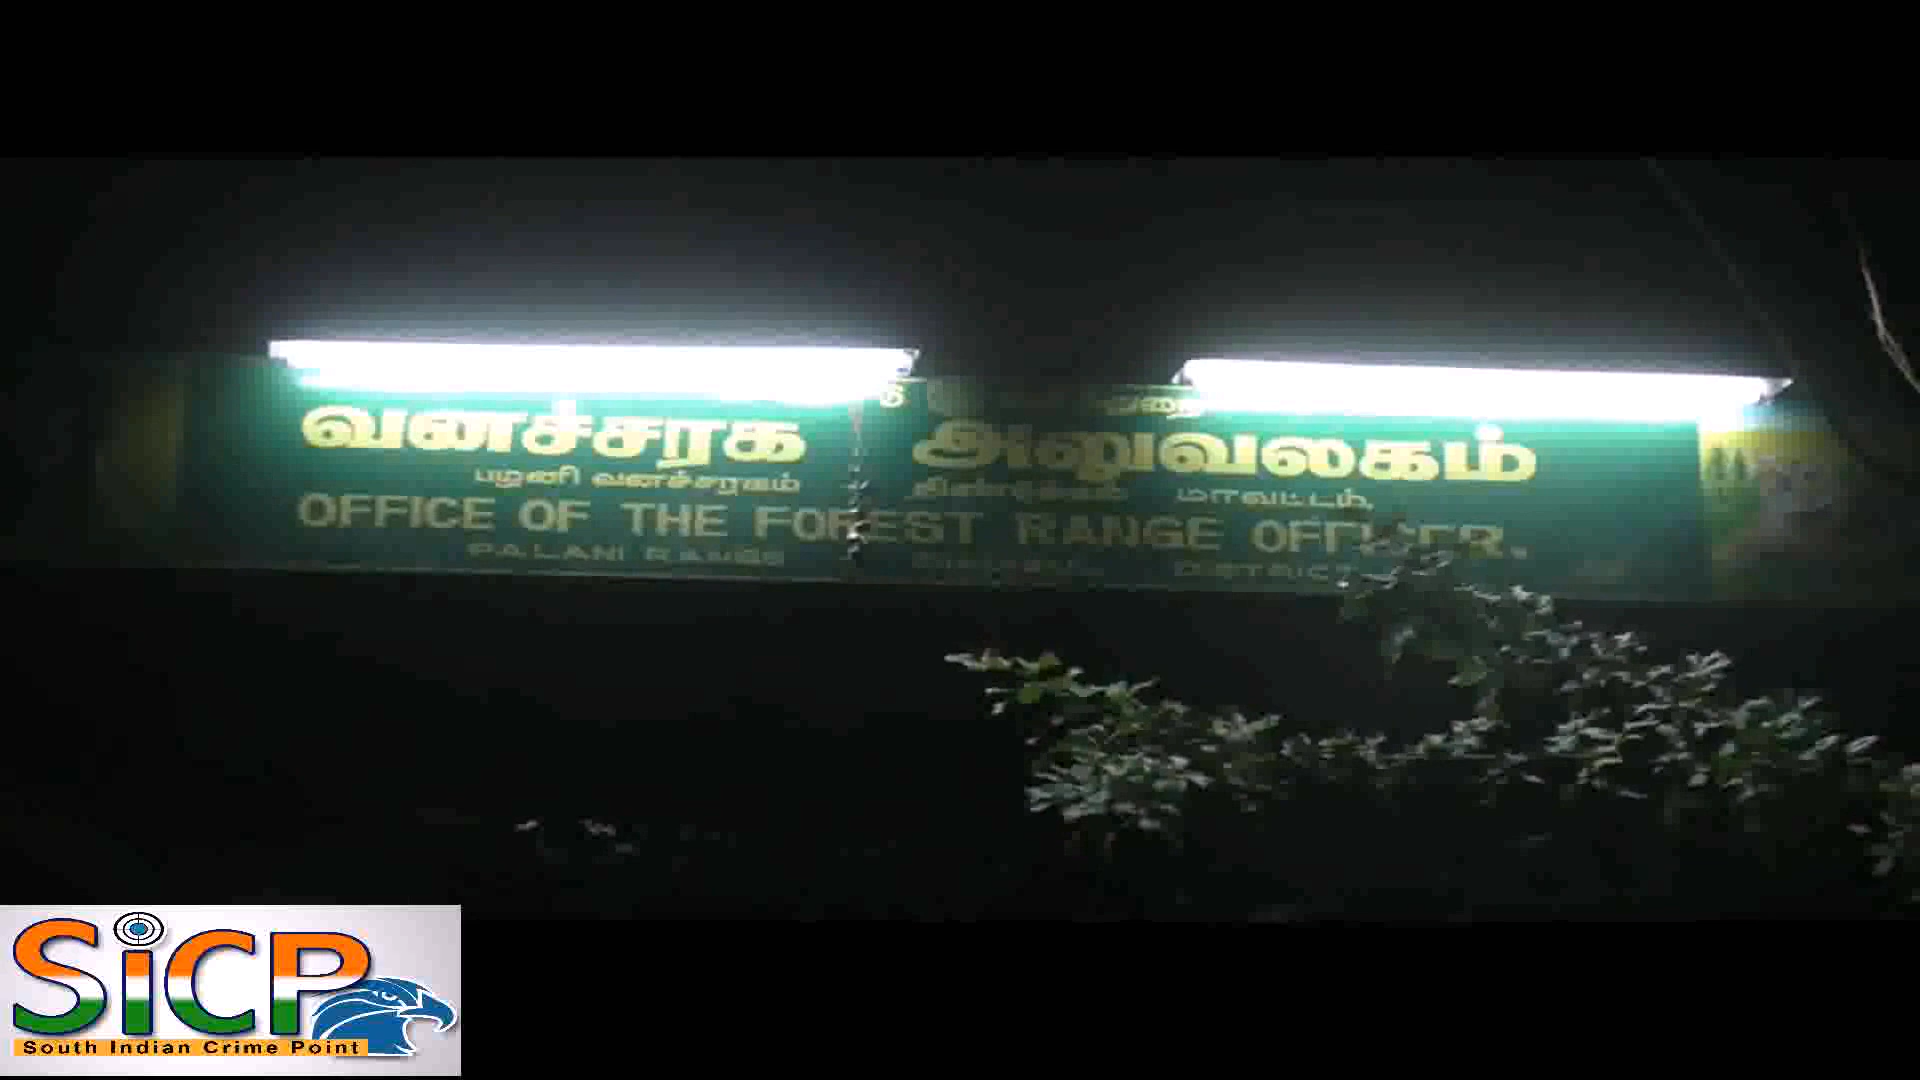 வனச்சரக அலுவலகம்
பழனி வனச்சரகம் திண்டுக்கல் மாவட்டம்.
OFFICE OF THE FOREST RANGE OFFICER.
PALANI RANGE DISTRICT
SiCP
South Indian Crime Point